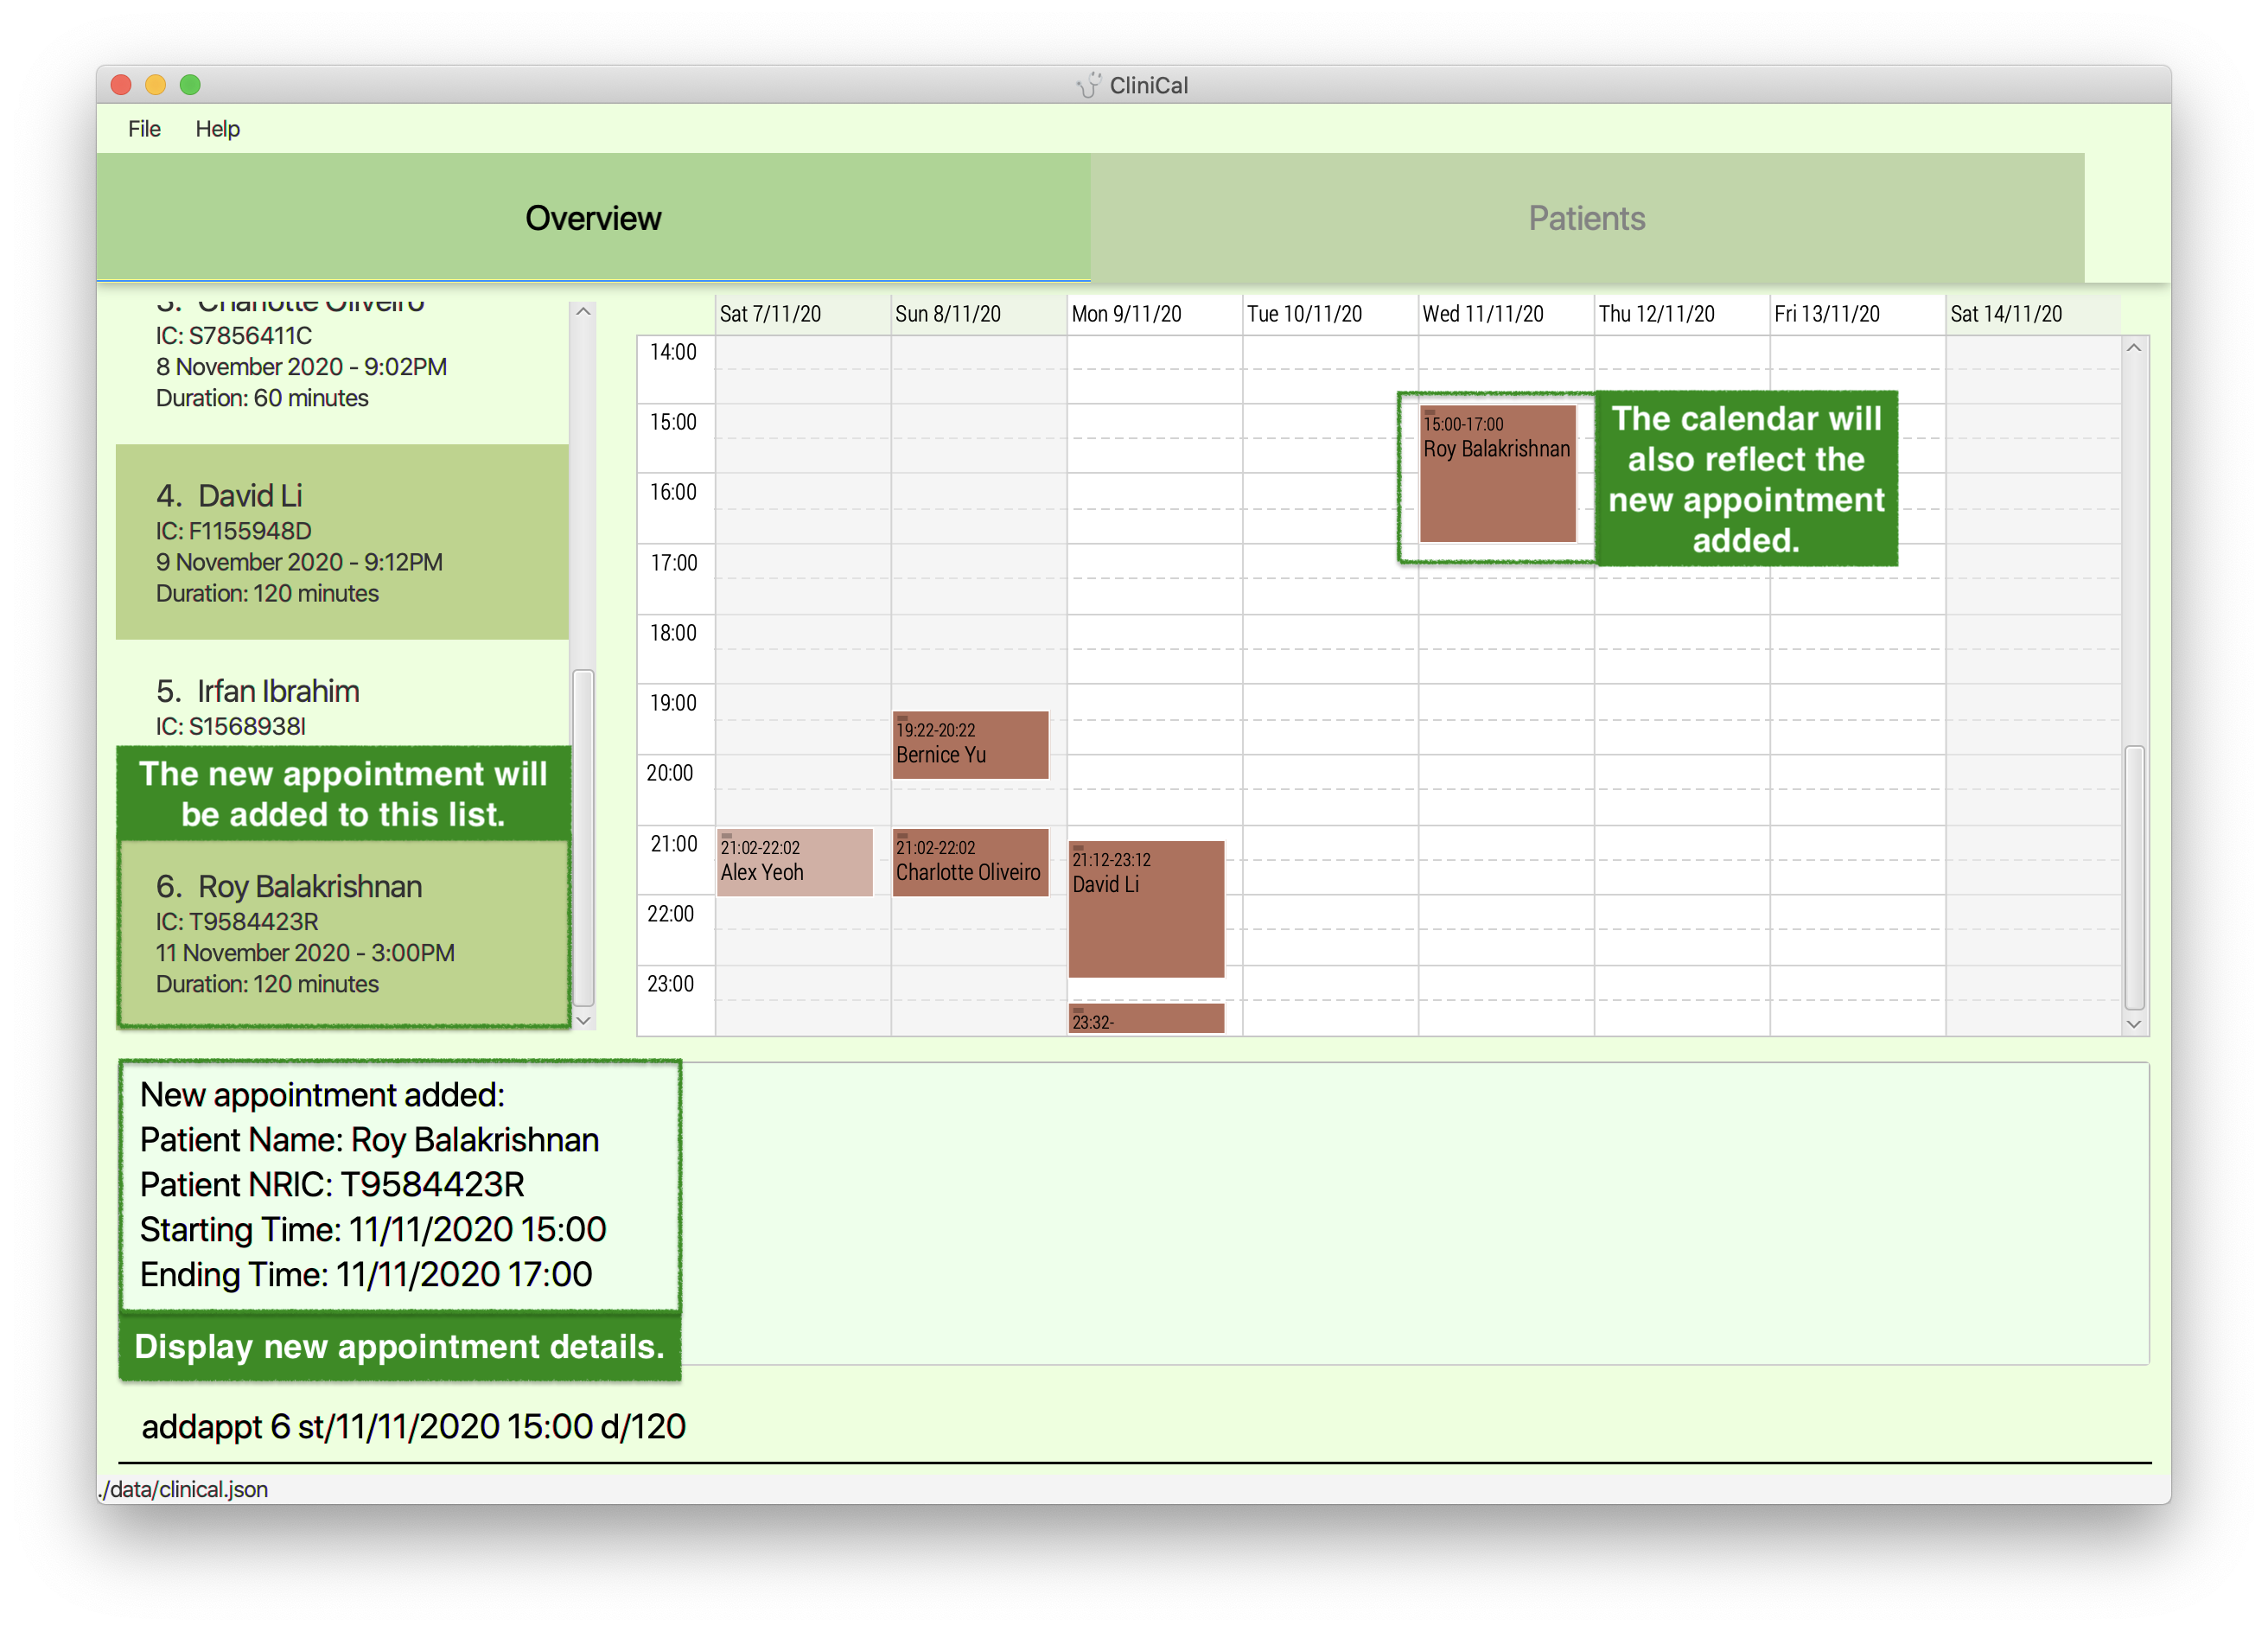 CliniCal
File Help
Overview
Patients
3. Charlotte Oliveiro
IC: S7856411C
8 November 2020 - 9:02PM
Duration: 60 minutes
4. David Li
IC: F1155948D
9 November 2020 - 9:12PM
Duration: 120 minutes
5. Irfan Ibrahim
IC: S1568938I
The new appointment will
be added to this list.
6. Roy Balakrishnan
IC: T9584423R
11 November 2020 - 3:00PM
Duration: 120 minutes
Sat 7/11/20 Sun 8/11/20 Mon 9/11/20 Tue 10/11/20 Wed 11/11/20 Thu 12/11/20 Fri 13/11/20 Sat 14/11/20
14:00
15:00
16:00
17:00
18:00
19:00
20:00
21:00
22:00
23:00
15:00-17:00
Roy Balakrishnan
The calendar will
also reflect the
new appointment
added.
19:22-20:22
Bernice Yu
21:02-22:02
Alex Yeoh
21:02-22:02
Charlotte Oliveiro
21:12-23:12
David Li
23:32-
New appointment added:
Patient Name: Roy Balakrishnan
Patient NRIC: T9584423R
Starting Time: 11/11/2020 15:00
Ending Time: 11/11/2020 17:00
Display new appointment details.
addappt 6 st/11/11/2020 15:00 d/120
./data/clinical.json